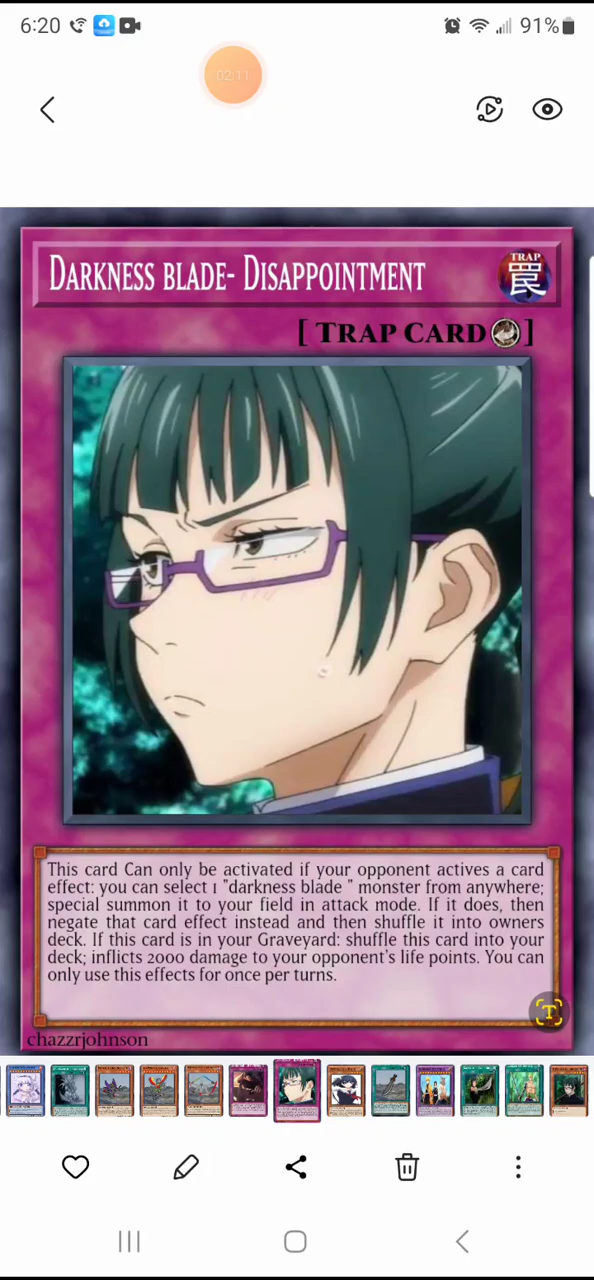 6:20
91%
02:11
DARKNESS BLADE- DISAPPOINTMENT
TRAP
罠
[ TRAP CARD ]
This card Can only be activated if your opponent actives a card
effect: you can select 1 "darkness blade " monster from anywhere;
special summon it to your field in attack mode. If it does, then
negate that card effect instead and then shuffle it into owners
deck. If this card is in your Graveyard: shuffle this card into your
deck; inflicts 2000 damage to your opponent's life points. You can
only use this effects for once per turns.
T
chazzrjohnson